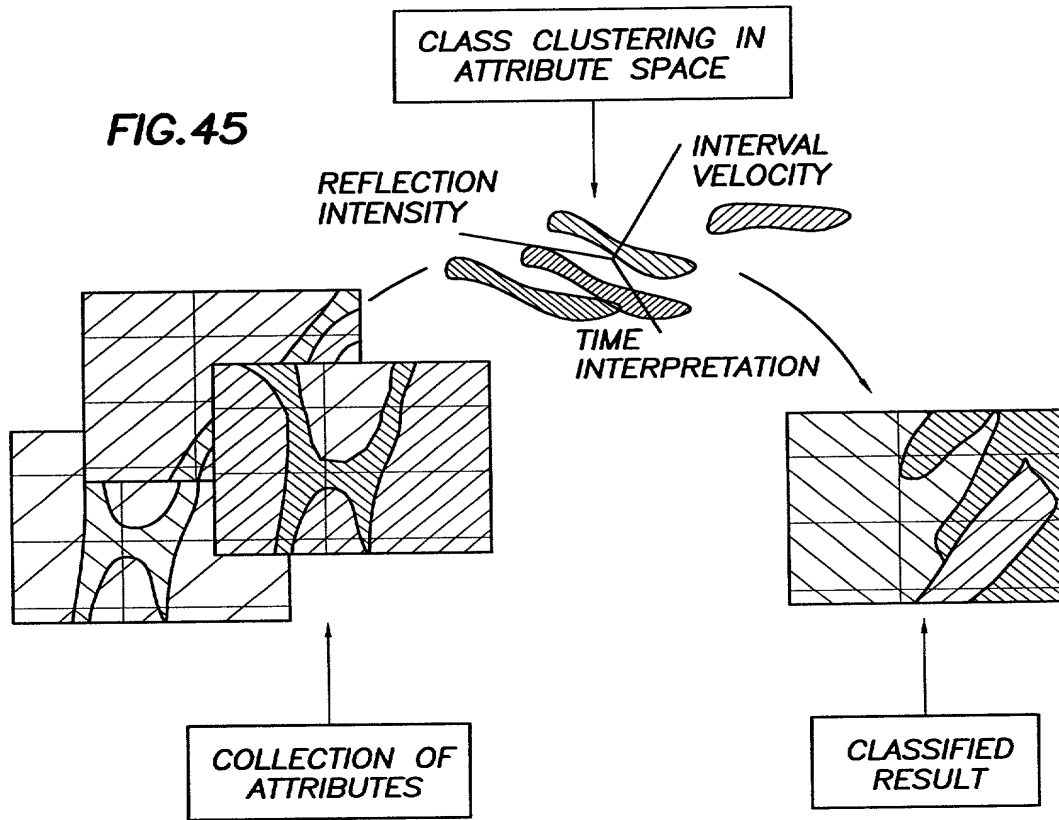 CLASS CLUSTERING IN
ATTRIBUTE SPACE
FIG.45
INTERVAL
VELOCITY
REFLECTION
INTENSITY
TIME
INTERPRETATION
COLLECTION OF
ATTRIBUTES
CLASSIFIED
RESULT